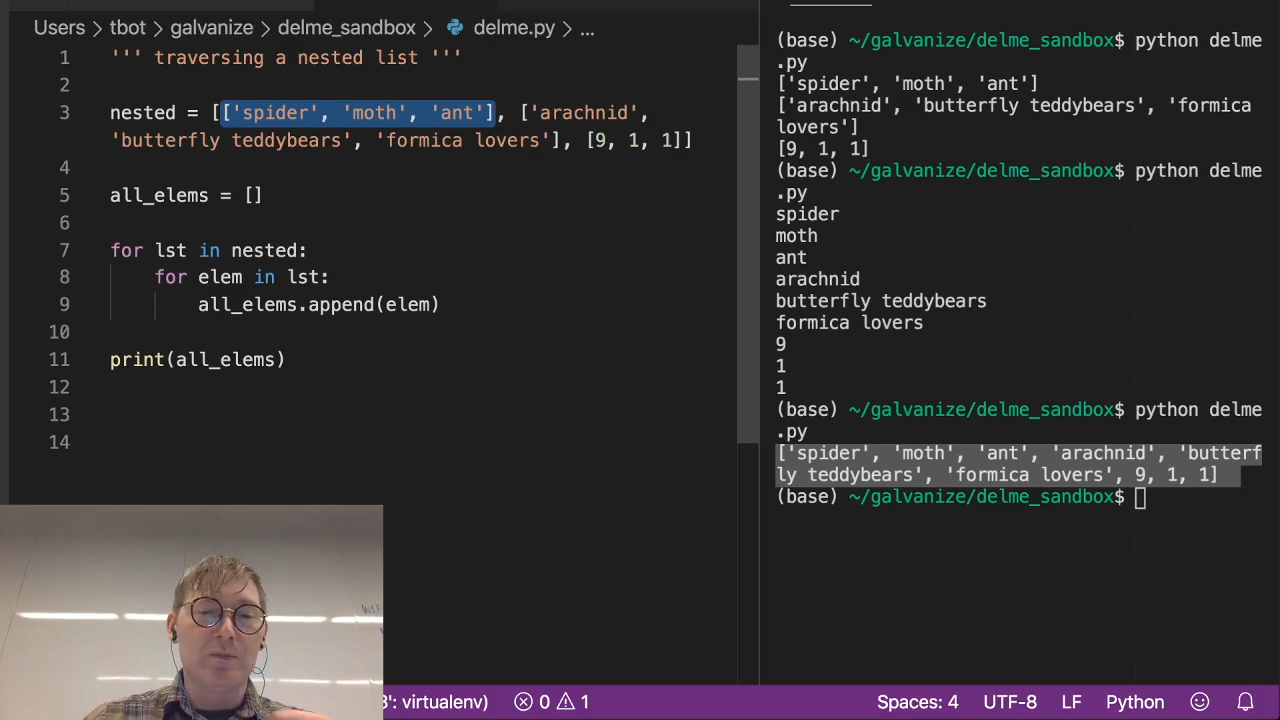 Users > tbot > galvanize > delme_sandbox > delme.py > ...
1 ''' traversing a nested list '''
2
3 nested = [['spider', 'moth', 'ant'], ['arachnid',
'butterfly teddybears', 'formica lovers'], [9, 1, 1]]
4
5 all_elems = []
6
7 for lst in nested:
8 for elem in lst:
9 all_elems.append(elem)
10
11 print(all_elems)
12
13
14
(base) ~/galvanize/delme_sandbox$ python delme
.py
['spider', 'moth', 'ant']
['arachnid', 'butterfly teddybears', 'formica
lovers']
[9, 1, 1]
(base) ~/galvanize/delme_sandbox$ python delme
.py
spider
moth
ant
arachnid
butterfly teddybears
formica lovers
9
1
1
(base) ~/galvanize/delme_sandbox$ python delme
.py
['spider', 'moth', 'ant', 'arachnid', 'butterf
ly teddybears', 'formica lovers', 9, 1, 1]
(base) ~/galvanize/delme_sandbox$
': virtualenv) 0 1 Spaces: 4 UTF-8 LF Python